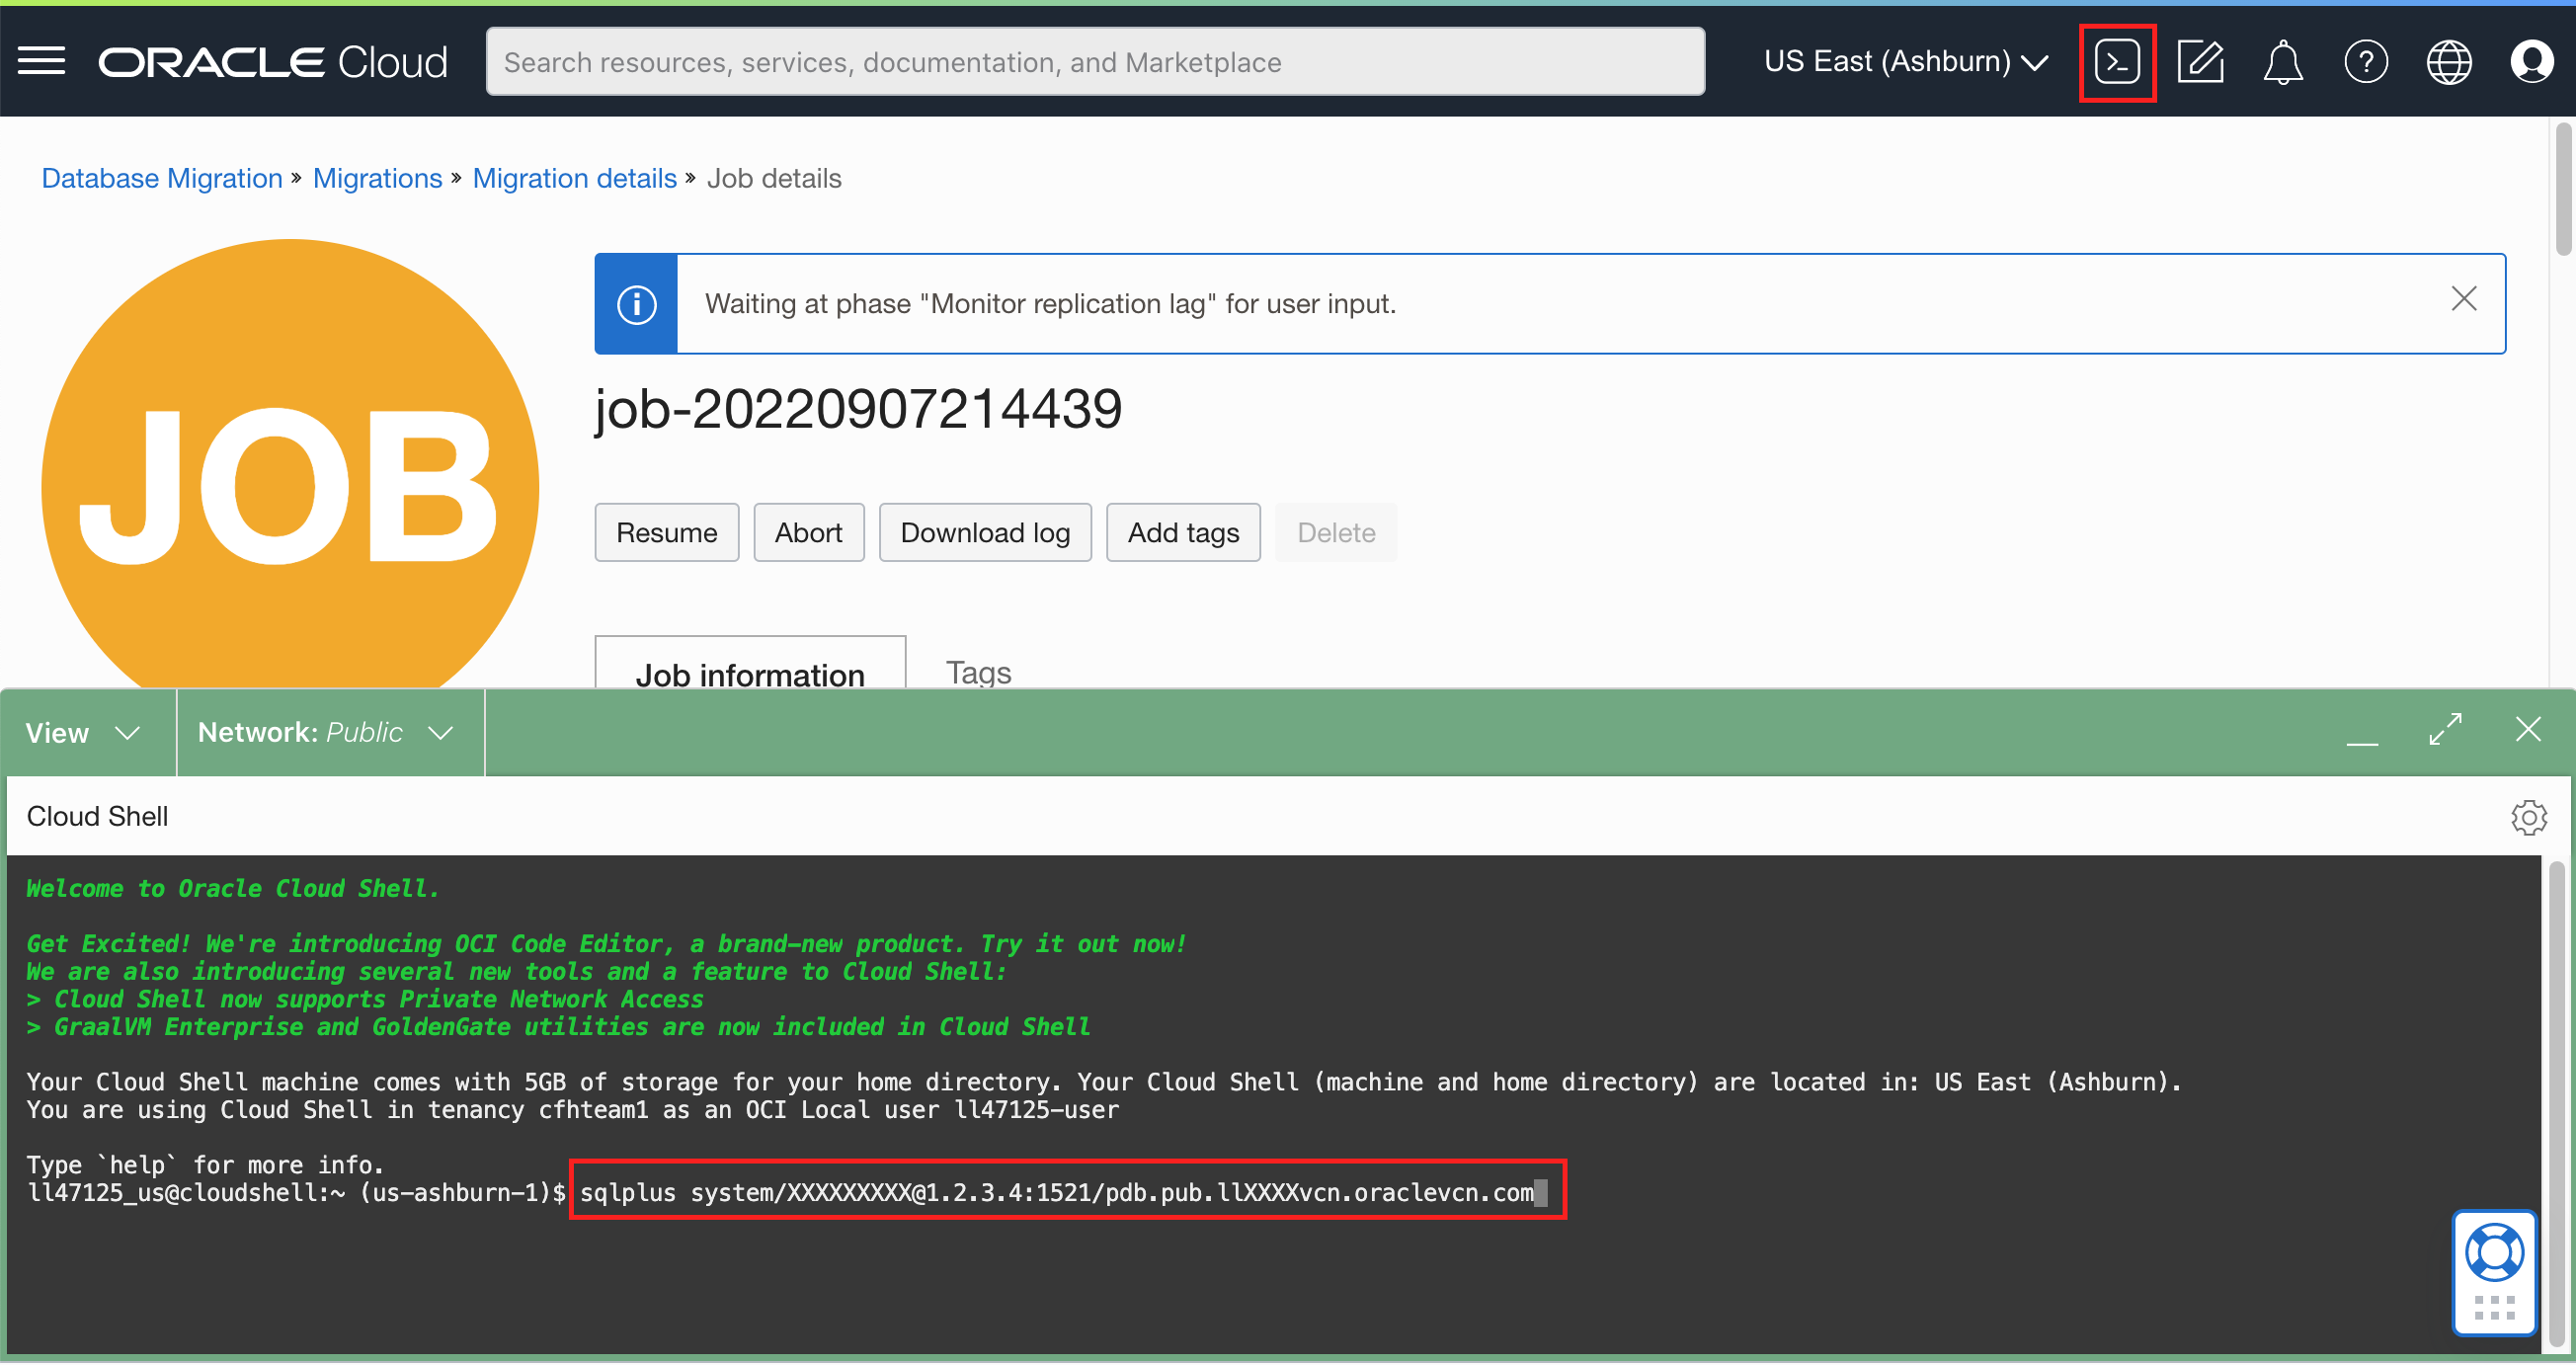 ORACLE Cloud
Search resources, services, documentation, and Marketplace
US East (Ashburn)
Database Migration » Migrations » Migration details » Job details
JOB
Waiting at phase "Monitor replication lag" for user input.
job-20220907214439
Resume Abort Download log Add tags Delete
Job information Tags
View Network: Public
Cloud Shell
Welcome to Oracle Cloud Shell.
Get Excited! We're introducing OCI Code Editor, a brand-new product. Try it out now!
We are also introducing several new tools and a feature to Cloud Shell:
> Cloud Shell now supports Private Network Access
> GraalVM Enterprise and GoldenGate utilities are now included in Cloud Shell
Your Cloud Shell machine comes with 5GB of storage for your home directory. Your Cloud Shell (machine and home directory) are located in: US East (Ashburn).
You are using Cloud Shell in tenancy cfhteam1 as an OCI Local user ll47125-user
Type `help` for more info.
ll47125_us@cloudshell:~ (us-ashburn-1)$ sqlplus system/XXXXXXXXX@1.2.3.4:1521/pdb.pub.llXXXXvcn.oraclevcn.com